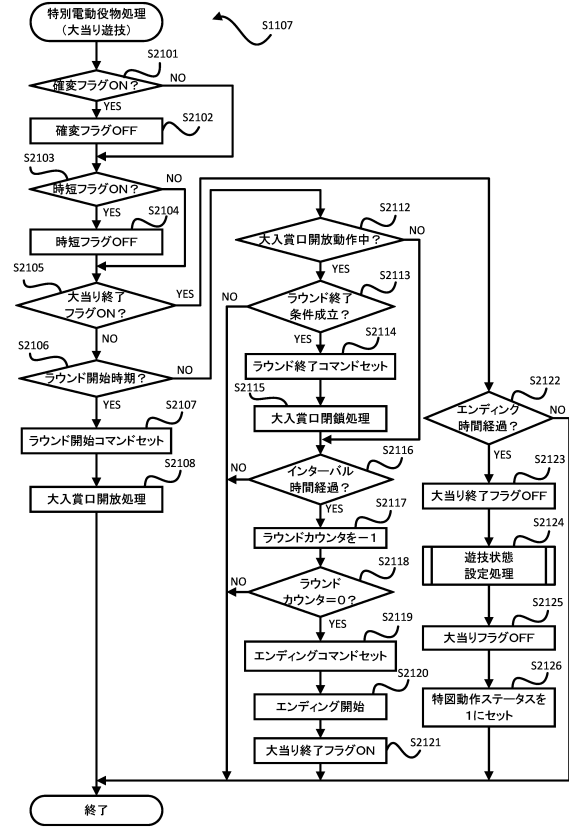 特別電動役物処理
(大当り遊技)
S1107
S2101
確変フラグON?
NO
YES
確変フラグOFF
S2102
S2103
時短フラグON?
NO
YES
S2104
時短フラグOFF
S2105
大当り終了
フラグON?
YES
NO
S2106
ラウンド開始時期?
NO
YES
S2107
ラウンド開始コマンドセット
S2108
大入賞口開放処理
S2112
大入賞口開放動作中?
NO
YES
S2113
ラウンド終了
条件成立?
NO
YES
S2114
ラウンド終了コマンドセット
S2115
大入賞口閉鎖処理
S2116
インターバル
時間経過?
NO
YES
S2117
ラウンドカウンタを-1
S2118
ラウンド
カウンタ=0?
NO
YES
S2119
エンディングコマンドセット
S2120
エンディング開始
大当り終了フラグON
S2121
S2122
エンディング
時間経過?
NO
YES
S2123
大当り終了フラグOFF
S2124
遊技状態
設定処理
S2125
大当りフラグOFF
S2126
特図動作ステータスを
1にセット
終了